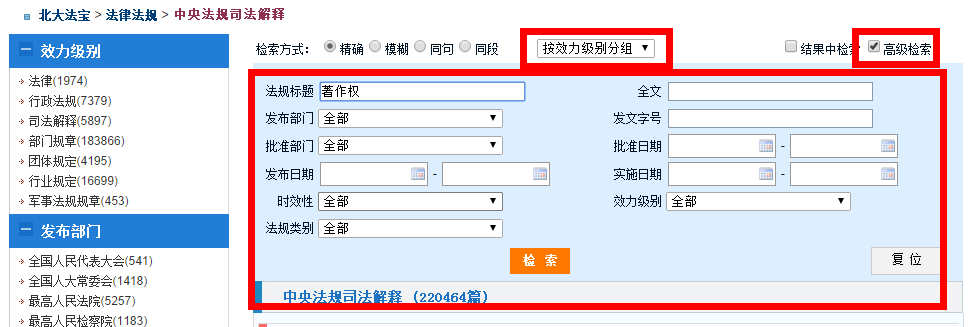 北大法宝 > 法律法规 > 中央法规司法解释
效力级别
法律(1974)
行政法规(7379)
司法解释(5897)
部门规章(183866)
团体规定(4195)
行业规定(16699)
军事法规规章(453)
发布部门
全国人民代表大会(541)
全国人大常委会(1418)
最高人民法院(5257)
最高人民检察院(1183)
检索方式: 精确 模糊 同句 同段 按效力级别分组 结果中检索 高级检索
法规标题 著作权 全文
发布部门 全部 发文字号
批准部门 全部 批准日期 -
发布日期 - 实施日期 -
时效性 全部 效力级别 全部
法规类别 全部
检 索 复 位
中央法规司法解释 (220464篇)